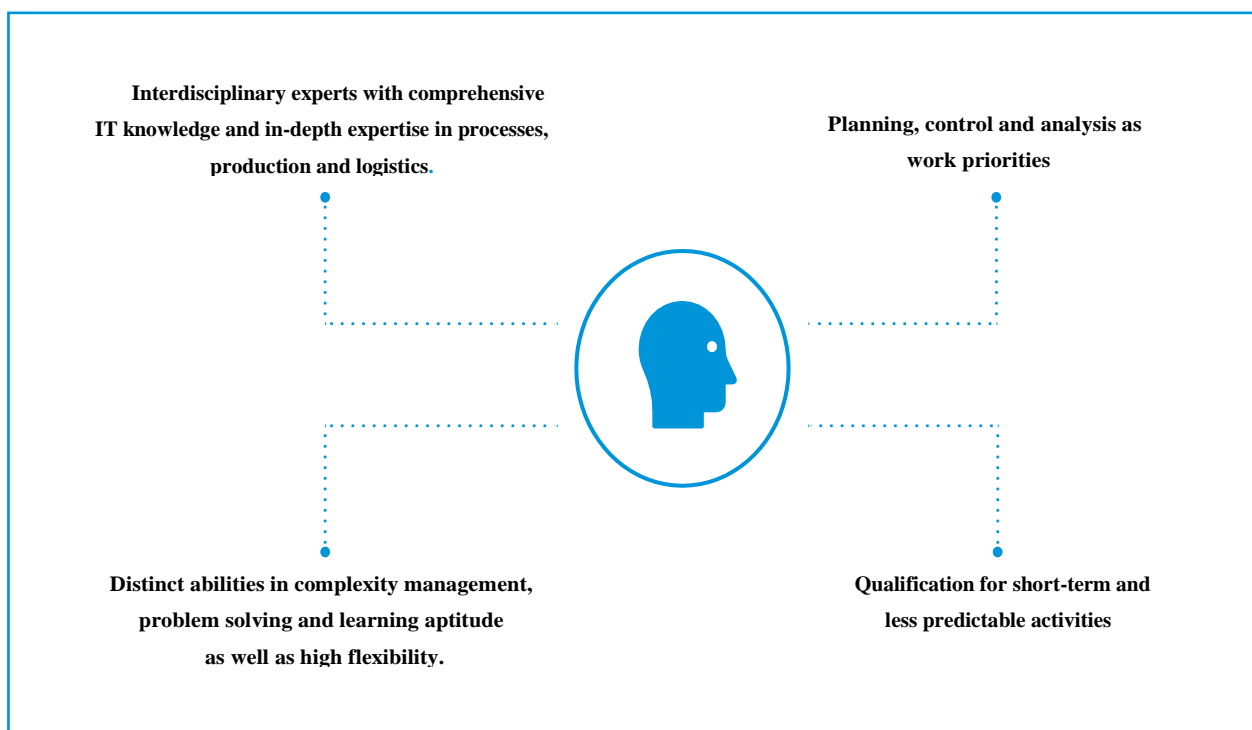 Interdisciplinary experts with comprehensive
IT knowledge and in-depth expertise in processes,
production and logistics.
Planning, control and analysis as
work priorities
Distinct abilities in complexity management,
problem solving and learning aptitude
as well as high flexibility.
Qualification for short-term and
less predictable activities